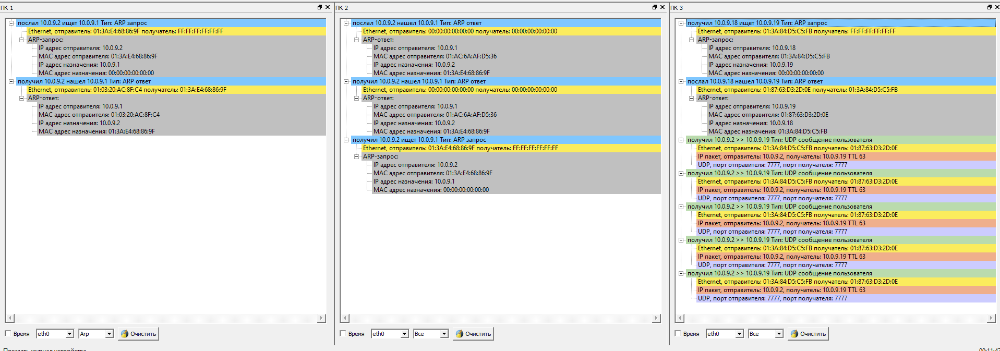 ПК 1
послал 10.0.9.2 ищет 10.0.9.1 Тип: ARP запрос
Ethernet, отправитель: 01:3A:E4:68:86:9F получатель: FF:FF:FF:FF:FF:FF
ARP-запрос:
IP адрес отправителя: 10.0.9.2
MAC адрес отправителя: 01:3A:E4:68:86:9F
IP адрес назначения: 10.0.9.1
MAC адрес назначения: 00:00:00:00:00:00
получил 10.0.9.2 нашел 10.0.9.1 Тип: ARP ответ
Ethernet, отправитель: 01:03:20:AC:8F:C4 получатель: 01:3A:E4:68:86:9F
ARP-ответ:
IP адрес отправителя: 10.0.9.1
MAC адрес отправителя: 01:03:20:AC:8F:C4
IP адрес назначения: 10.0.9.2
MAC адрес назначения: 01:3A:E4:68:86:9F
Время eth0 Arp Очистить
ПК 2
послал 10.0.9.2 нашел 10.0.9.1 Тип: ARP ответ
Ethernet, отправитель: 00:00:00:00:00:00 получатель: 00:00:00:00:00:00
ARP-ответ:
IP адрес отправителя: 10.0.9.1
MAC адрес отправителя: 01:AC:6A:AF:D5:36
IP адрес назначения: 10.0.9.2
MAC адрес назначения: 01:3A:E4:68:86:9F
получил 10.0.9.2 нашел 10.0.9.1 Тип: ARP ответ
Ethernet, отправитель: 00:00:00:00:00:00 получатель: 00:00:00:00:00:00
ARP-ответ:
IP адрес отправителя: 10.0.9.1
MAC адрес отправителя: 01:AC:6A:AF:D5:36
IP адрес назначения: 10.0.9.2
MAC адрес назначения: 01:3A:E4:68:86:9F
получил 10.0.9.2 ищет 10.0.9.1 Тип: ARP запрос
Ethernet, отправитель: 01:3A:E4:68:86:9F получатель: FF:FF:FF:FF:FF:FF
ARP-запрос:
IP адрес отправителя: 10.0.9.2
MAC адрес отправителя: 01:3A:E4:68:86:9F
IP адрес назначения: 10.0.9.1
MAC адрес назначения: 00:00:00:00:00:00
Время eth0 Все Очистить
ПК 3
получил 10.0.9.18 ищет 10.0.9.19 Тип: ARP запрос
Ethernet, отправитель: 01:3A:84:D5:C5:FB получатель: FF:FF:FF:FF:FF:FF
ARP-запрос:
IP адрес отправителя: 10.0.9.18
MAC адрес отправителя: 01:3A:84:D5:C5:FB
IP адрес назначения: 10.0.9.19
MAC адрес назначения: 00:00:00:00:00:00
послал 10.0.9.18 нашел 10.0.9.19 Тип: ARP ответ
Ethernet, отправитель: 01:87:63:D3:2D:0E получатель: 01:3A:84:D5:C5:FB
ARP-ответ:
IP адрес отправителя: 10.0.9.19
MAC адрес отправителя: 01:87:63:D3:2D:0E
IP адрес назначения: 10.0.9.18
MAC адрес назначения: 01:3A:84:D5:C5:FB
получил 10.0.9.2 >> 10.0.9.19 Тип: UDP сообщение пользователя
Ethernet, отправитель: 01:3A:84:D5:C5:FB получатель: 01:87:63:D3:2D:0E
IP пакет, отправитель: 10.0.9.2, получатель: 10.0.9.19 TTL 63
UDP, порт отправителя: 7777, порт получателя: 7777
получил 10.0.9.2 >> 10.0.9.19 Тип: UDP сообщение пользователя
Ethernet, отправитель: 01:3A:84:D5:C5:FB получатель: 01:87:63:D3:2D:0E
IP пакет, отправитель: 10.0.9.2, получатель: 10.0.9.19 TTL 63
UDP, порт отправителя: 7777, порт получателя: 7777
получил 10.0.9.2 >> 10.0.9.19 Тип: UDP сообщение пользователя
Ethernet, отправитель: 01:3A:84:D5:C5:FB получатель: 01:87:63:D3:2D:0E
IP пакет, отправитель: 10.0.9.2, получатель: 10.0.9.19 TTL 63
UDP, порт отправителя: 7777, порт получателя: 7777
получил 10.0.9.2 >> 10.0.9.19 Тип: UDP сообщение пользователя
Ethernet, отправитель: 01:3A:84:D5:C5:FB получатель: 01:87:63:D3:2D:0E
IP пакет, отправитель: 10.0.9.2, получатель: 10.0.9.19 TTL 63
UDP, порт отправителя: 7777, порт получателя: 7777
получил 10.0.9.2 >> 10.0.9.19 Тип: UDP сообщение пользователя
Ethernet, отправитель: 01:3A:84:D5:C5:FB получатель: 01:87:63:D3:2D:0E
IP пакет, отправитель: 10.0.9.2, получатель: 10.0.9.19 TTL 63
UDP, порт отправителя: 7777, порт получателя: 7777
Время eth0 Все Очистить
Показать журнал устройства
00:11:47